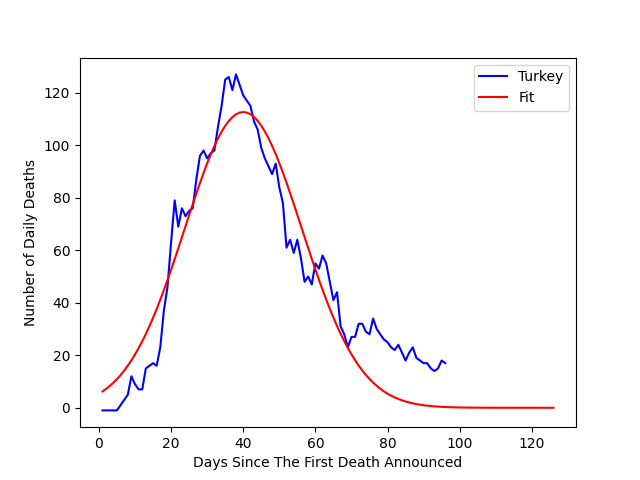 Turkey
Fit
120
100
80
60
40
20
0
Number of Daily Deaths
0 20 40 60 80 100 120
Days Since The First Death Announced